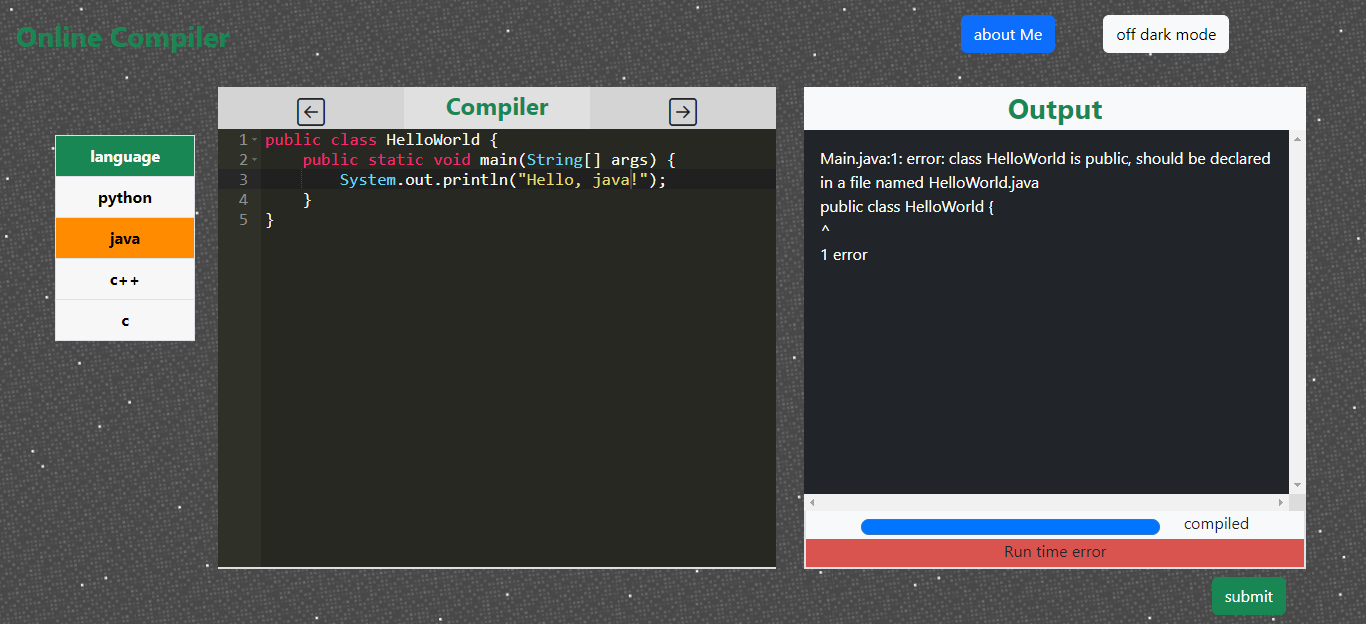 Online Compiler
about Me
off dark mode
language
python
java
c++
c
←
Compiler
→
1 public class HelloWorld {
2     public static void main(String[] args) {
3         System.out.println("Hello, java!");
4     }
5 }
Output
Main.java:1: error: class HelloWorld is public, should be declared
in a file named HelloWorld.java
public class HelloWorld {
^
1 error
compiled
Run time error
submit